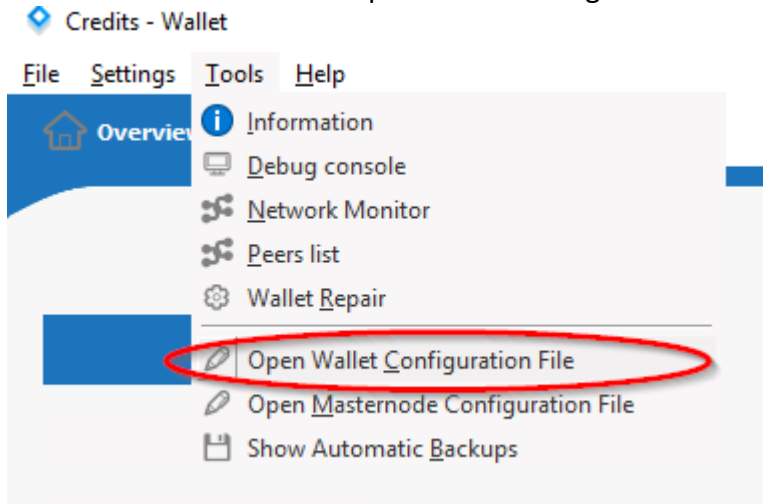 Credits - Wallet
File Settings Tools Help
Overview
Information
Debug console
Network Monitor
Peers list
Wallet Repair
Open Wallet Configuration File
Open Masternode Configuration File
Show Automatic Backups